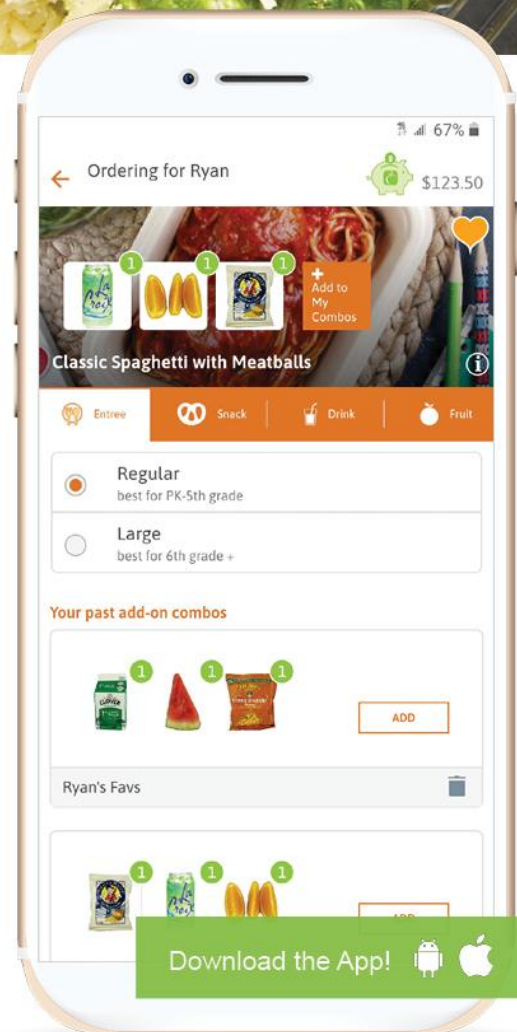 67%
Ordering for Ryan
$123.50
1
1
1
+
Add to
My
Combos
Classic Spaghetti with Meatballs
i
Entree
Snack
Drink
Fruit
Regular
best for PK-5th grade
Large
best for 6th grade +
Your past add-on combos
1
1
1
CLOVER
ADD
Ryan's Favs
1
1
1
ADD
Download the App!